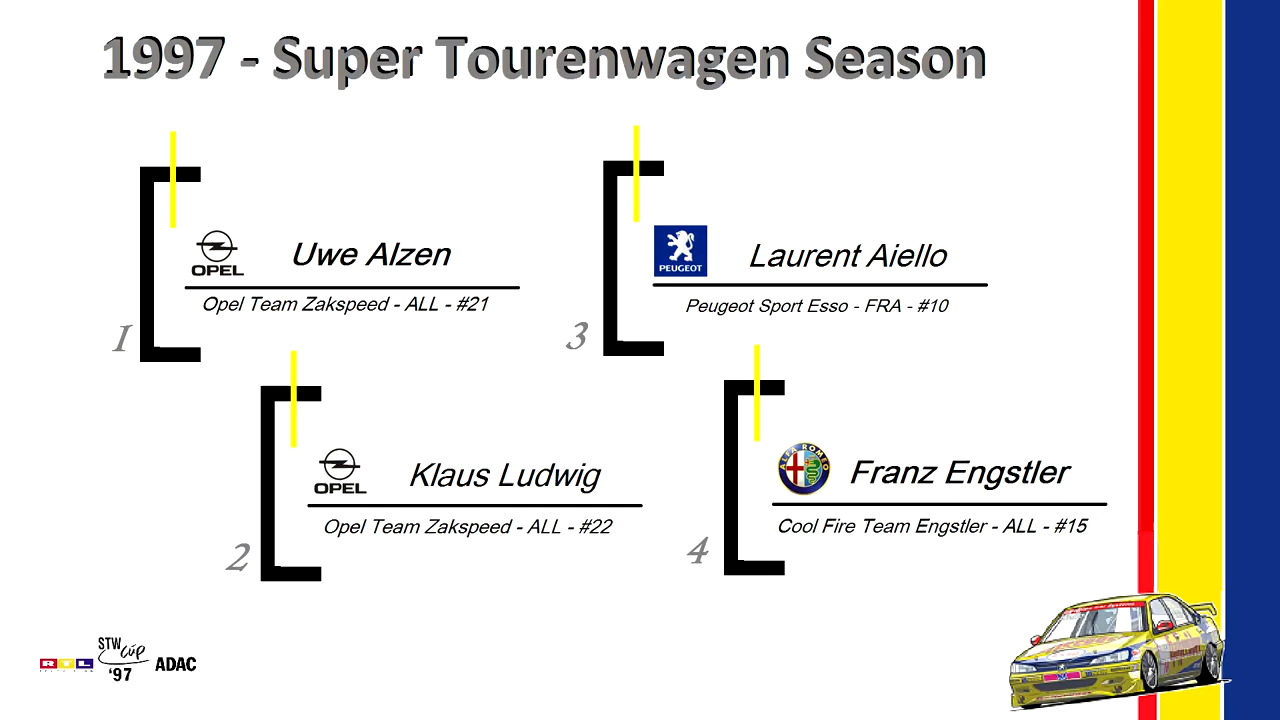 1997 - Super Tourenwagen Season
OPEL
Uwe Alzen
Opel Team Zakspeed - ALL - #21
1
OPEL
Klaus Ludwig
Opel Team Zakspeed - ALL - #22
2
PEUGEOT
Laurent Aiello
Peugeot Sport Esso - FRA - #10
3
ALFA ROMEO
Franz Engstler
Cool Fire Team Engstler - ALL - #15
4
RTL
STW
Cup
'97
ADAC